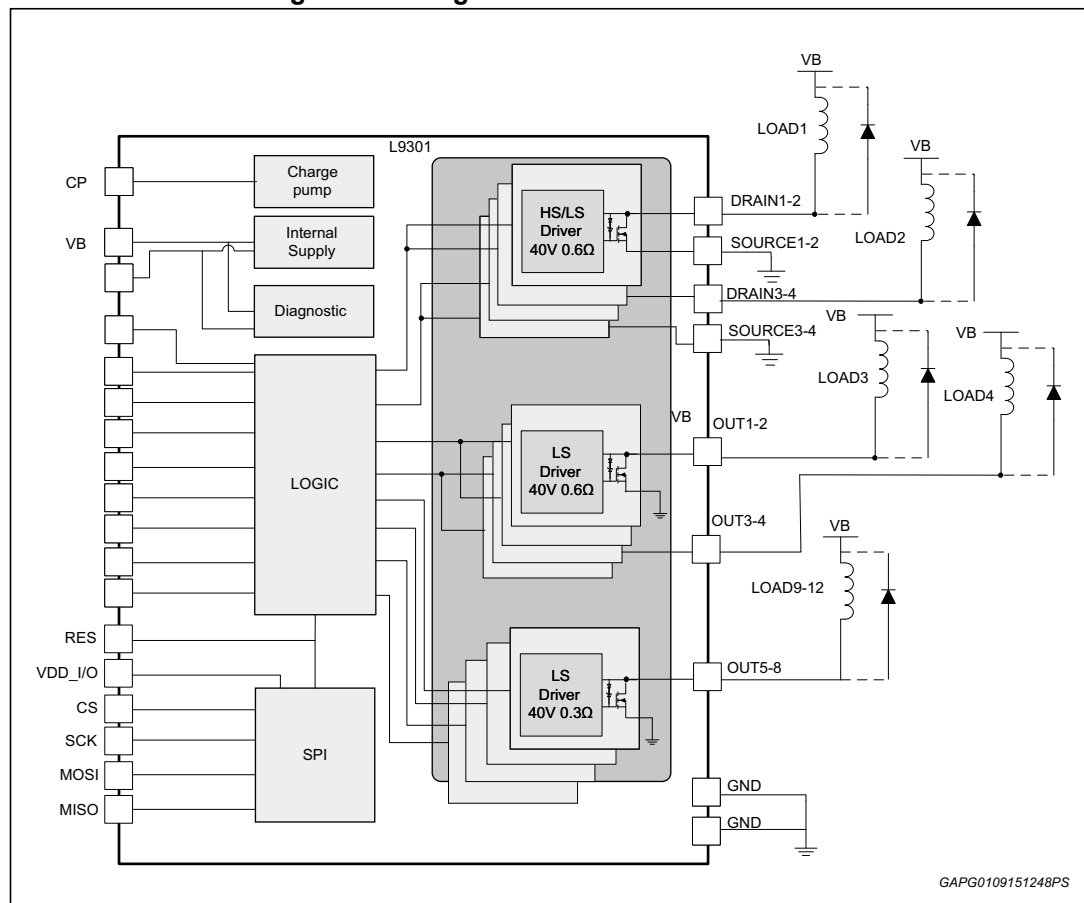 L9301
CP
VB
RES
VDD_I/O
CS
SCK
MOSI
MISO
Charge
pump
Internal
Supply
Diagnostic
LOGIC
SPI
HS/LS
Driver
40V 0.6Ω
LS
Driver
40V 0.6Ω
LS
Driver
40V 0.3Ω
DRAIN1-2
SOURCE1-2
DRAIN3-4
SOURCE3-4
VB
OUT1-2
OUT3-4
OUT5-8
GND
GND
VB
LOAD1
VB
LOAD2
VB
LOAD3
VB
LOAD4
VB
LOAD9-12
GAPG0109151248PS